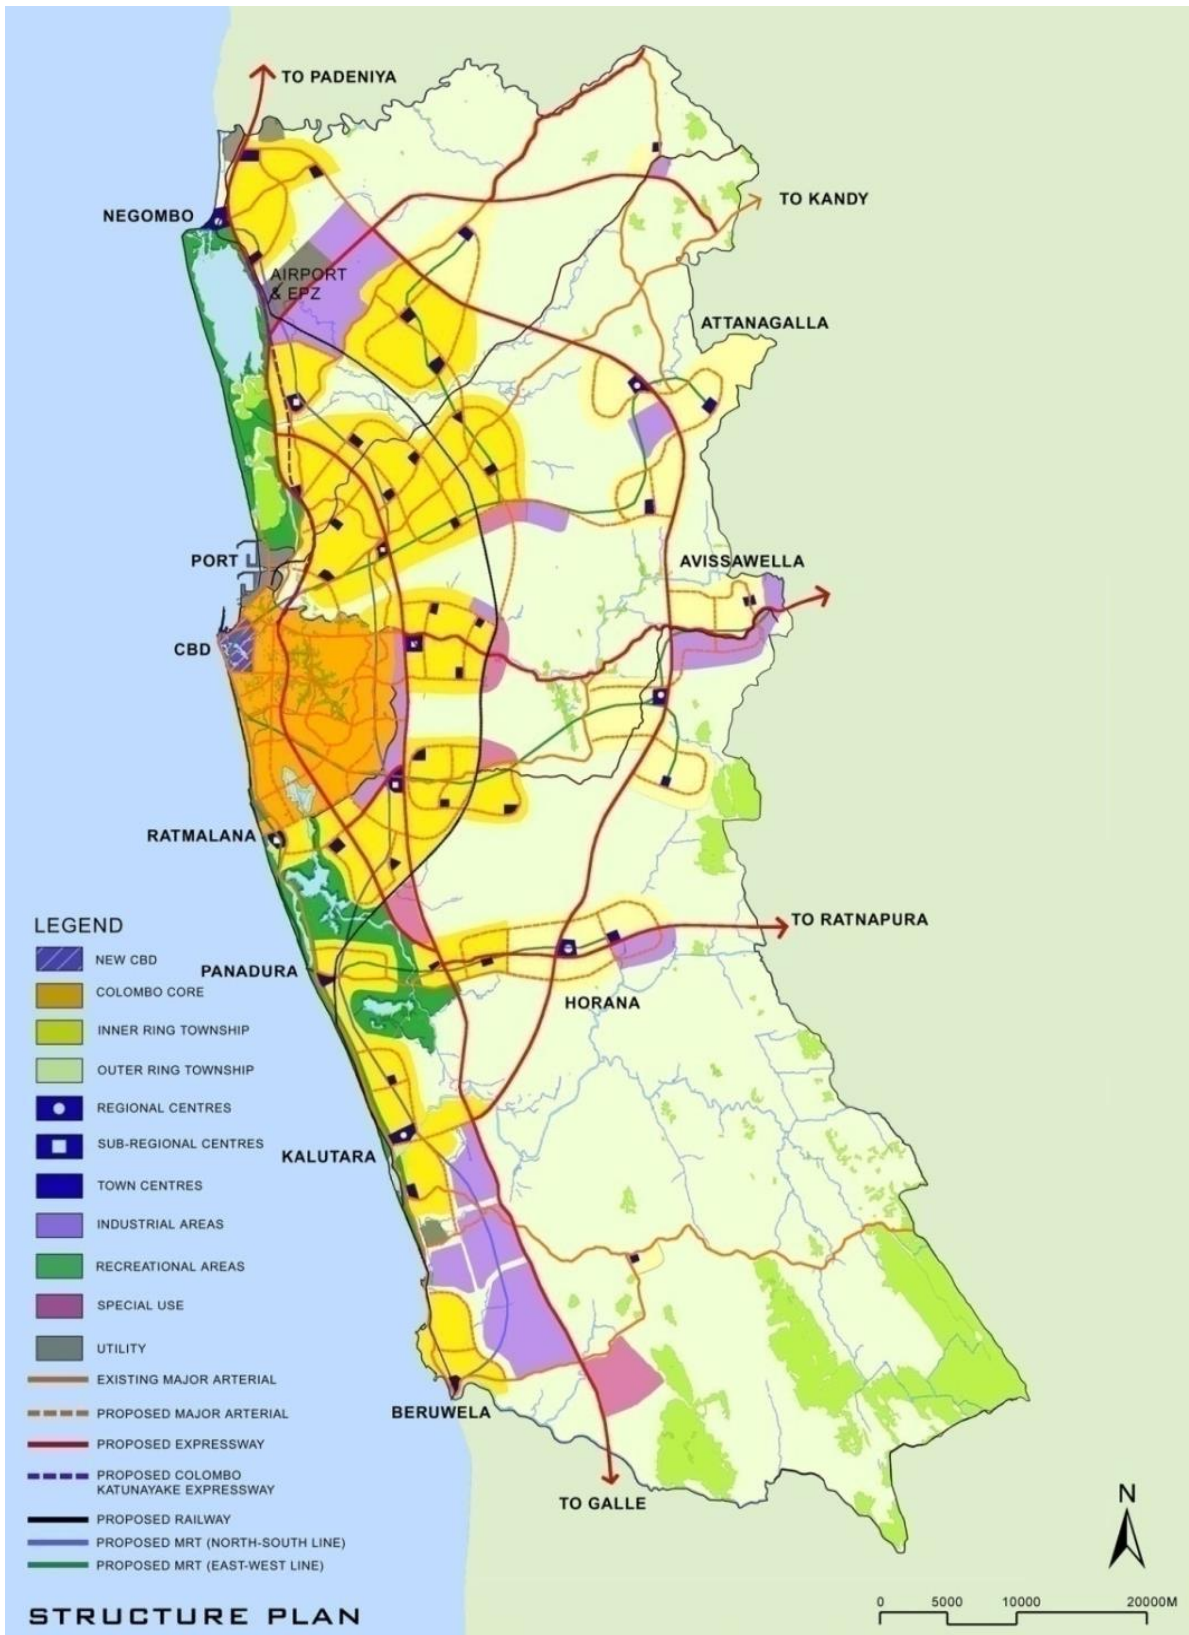 TO PADENIYA
TO KANDY
NEGOMBO
AIRPORT
& EPZ
ATTANAGALLA
PORT
AVISSAWELLA
CBD
RATMALANA
LEGEND
NEW CBD
COLOMBO CORE
INNER RING TOWNSHIP
OUTER RING TOWNSHIP
REGIONAL CENTRES
SUB-REGIONAL CENTRES
TOWN CENTRES
INDUSTRIAL AREAS
RECREATIONAL AREAS
SPECIAL USE
UTILITY
EXISTING MAJOR ARTERIAL
PROPOSED MAJOR ARTERIAL
PROPOSED EXPRESSWAY
PROPOSED COLOMBO
KATUNAYAKE EXPRESSWAY
PROPOSED RAILWAY
PROPOSED MRT (NORTH-SOUTH LINE)
PROPOSED MRT (EAST-WEST LINE)
TO RATNAPURA
PANADURA
HORANA
KALUTARA
BERUWELA
TO GALLE
N
0 5000 10000 20000M
STRUCTURE PLAN